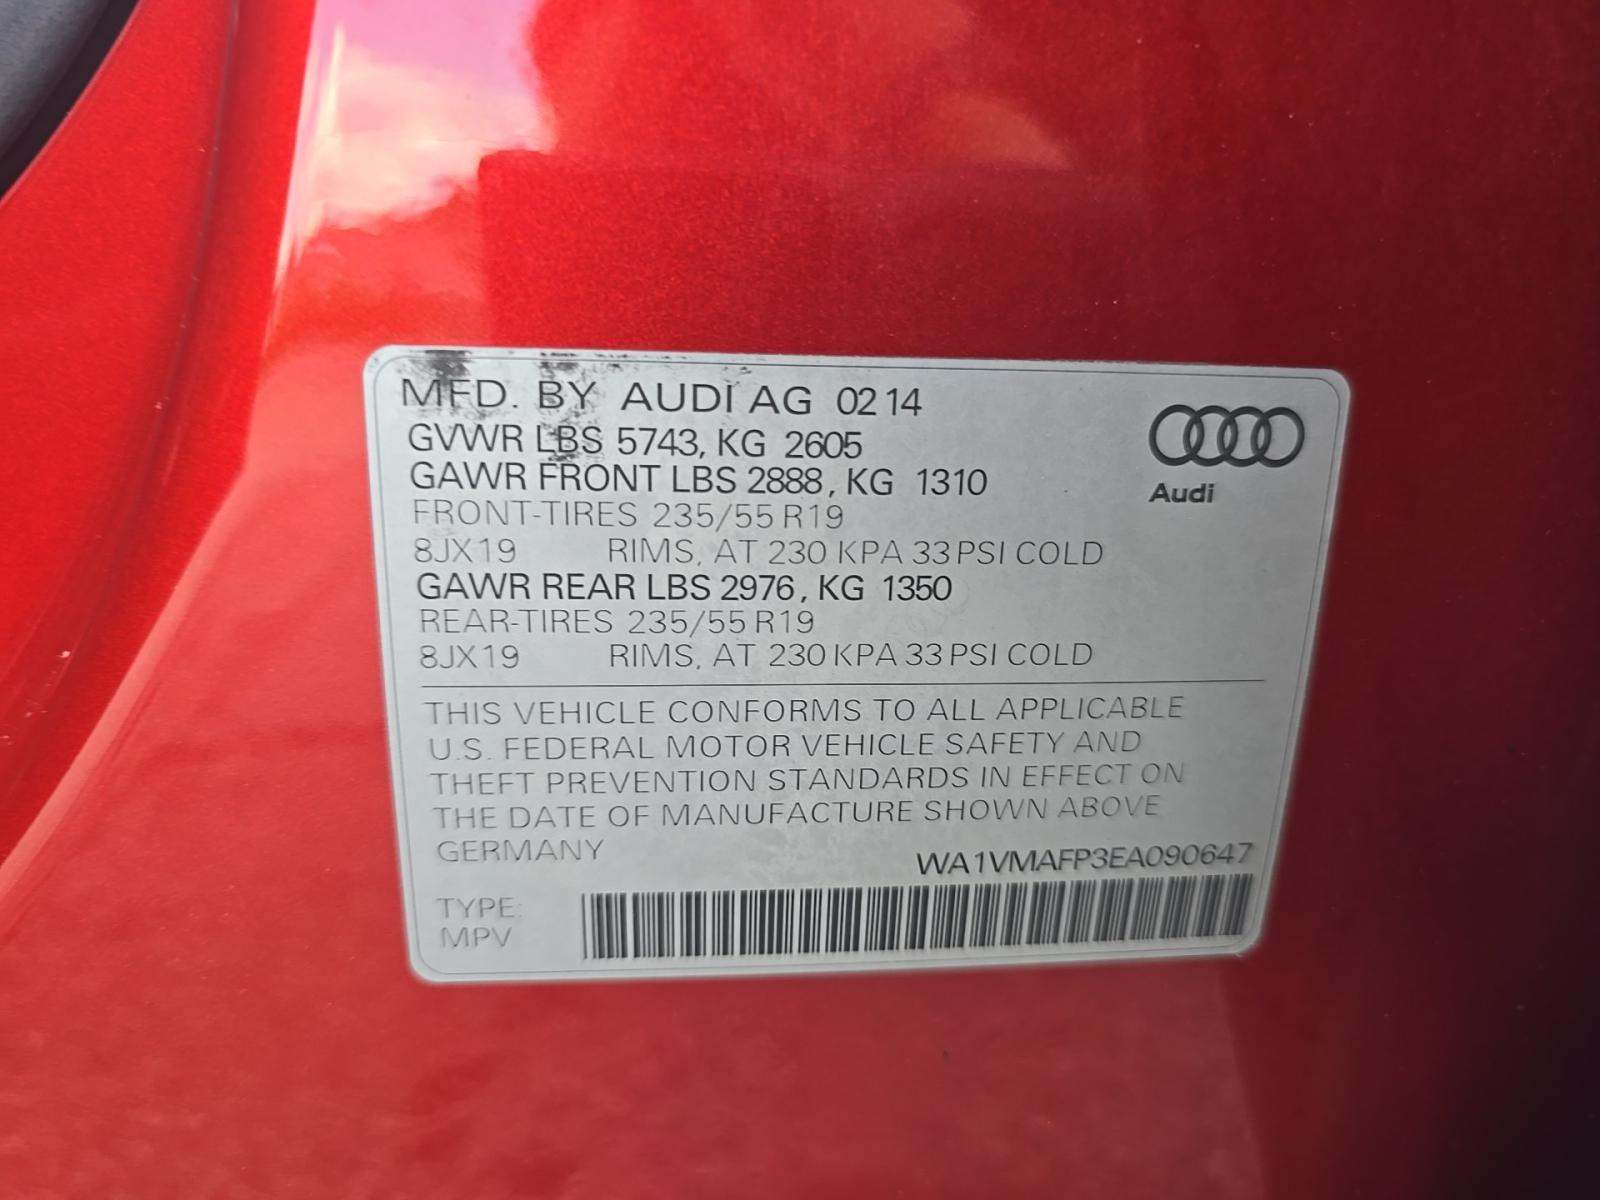 MFD. BY AUDI AG 02 14
GVWR LBS 5743, KG 2605
GAWR FRONT LBS 2888, KG 1310
FRONT-TIRES 235/55 R19
8JX19 RIMS, AT 230 KPA 33 PSI COLD
GAWR REAR LBS 2976, KG 1350
REAR-TIRES 235/55 R19
8JX19 RIMS, AT 230 KPA 33 PSI COLD
Audi
THIS VEHICLE CONFORMS TO ALL APPLICABLE
U.S. FEDERAL MOTOR VEHICLE SAFETY AND
THEFT PREVENTION STANDARDS IN EFFECT ON
THE DATE OF MANUFACTURE SHOWN ABOVE
GERMANY WA1VMAFP3EA090647
TYPE:
MPV